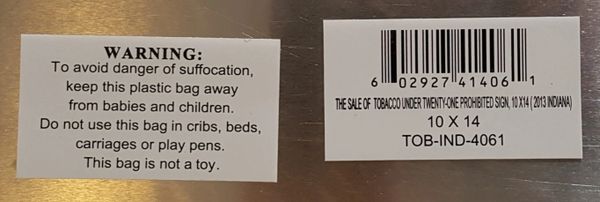 WARNING:
To avoid danger of suffocation,
keep this plastic bag away
from babies and children.
Do not use this bag in cribs, beds,
carriages or play pens.
This bag is not a toy.
6 02927 41406 1
THE SALE OF TOBACCO UNDER TWENTY-ONE PROHIBITED SIGN, 10 X14 ( 2013 INDIANA)
10 X 14
TOB-IND-4061